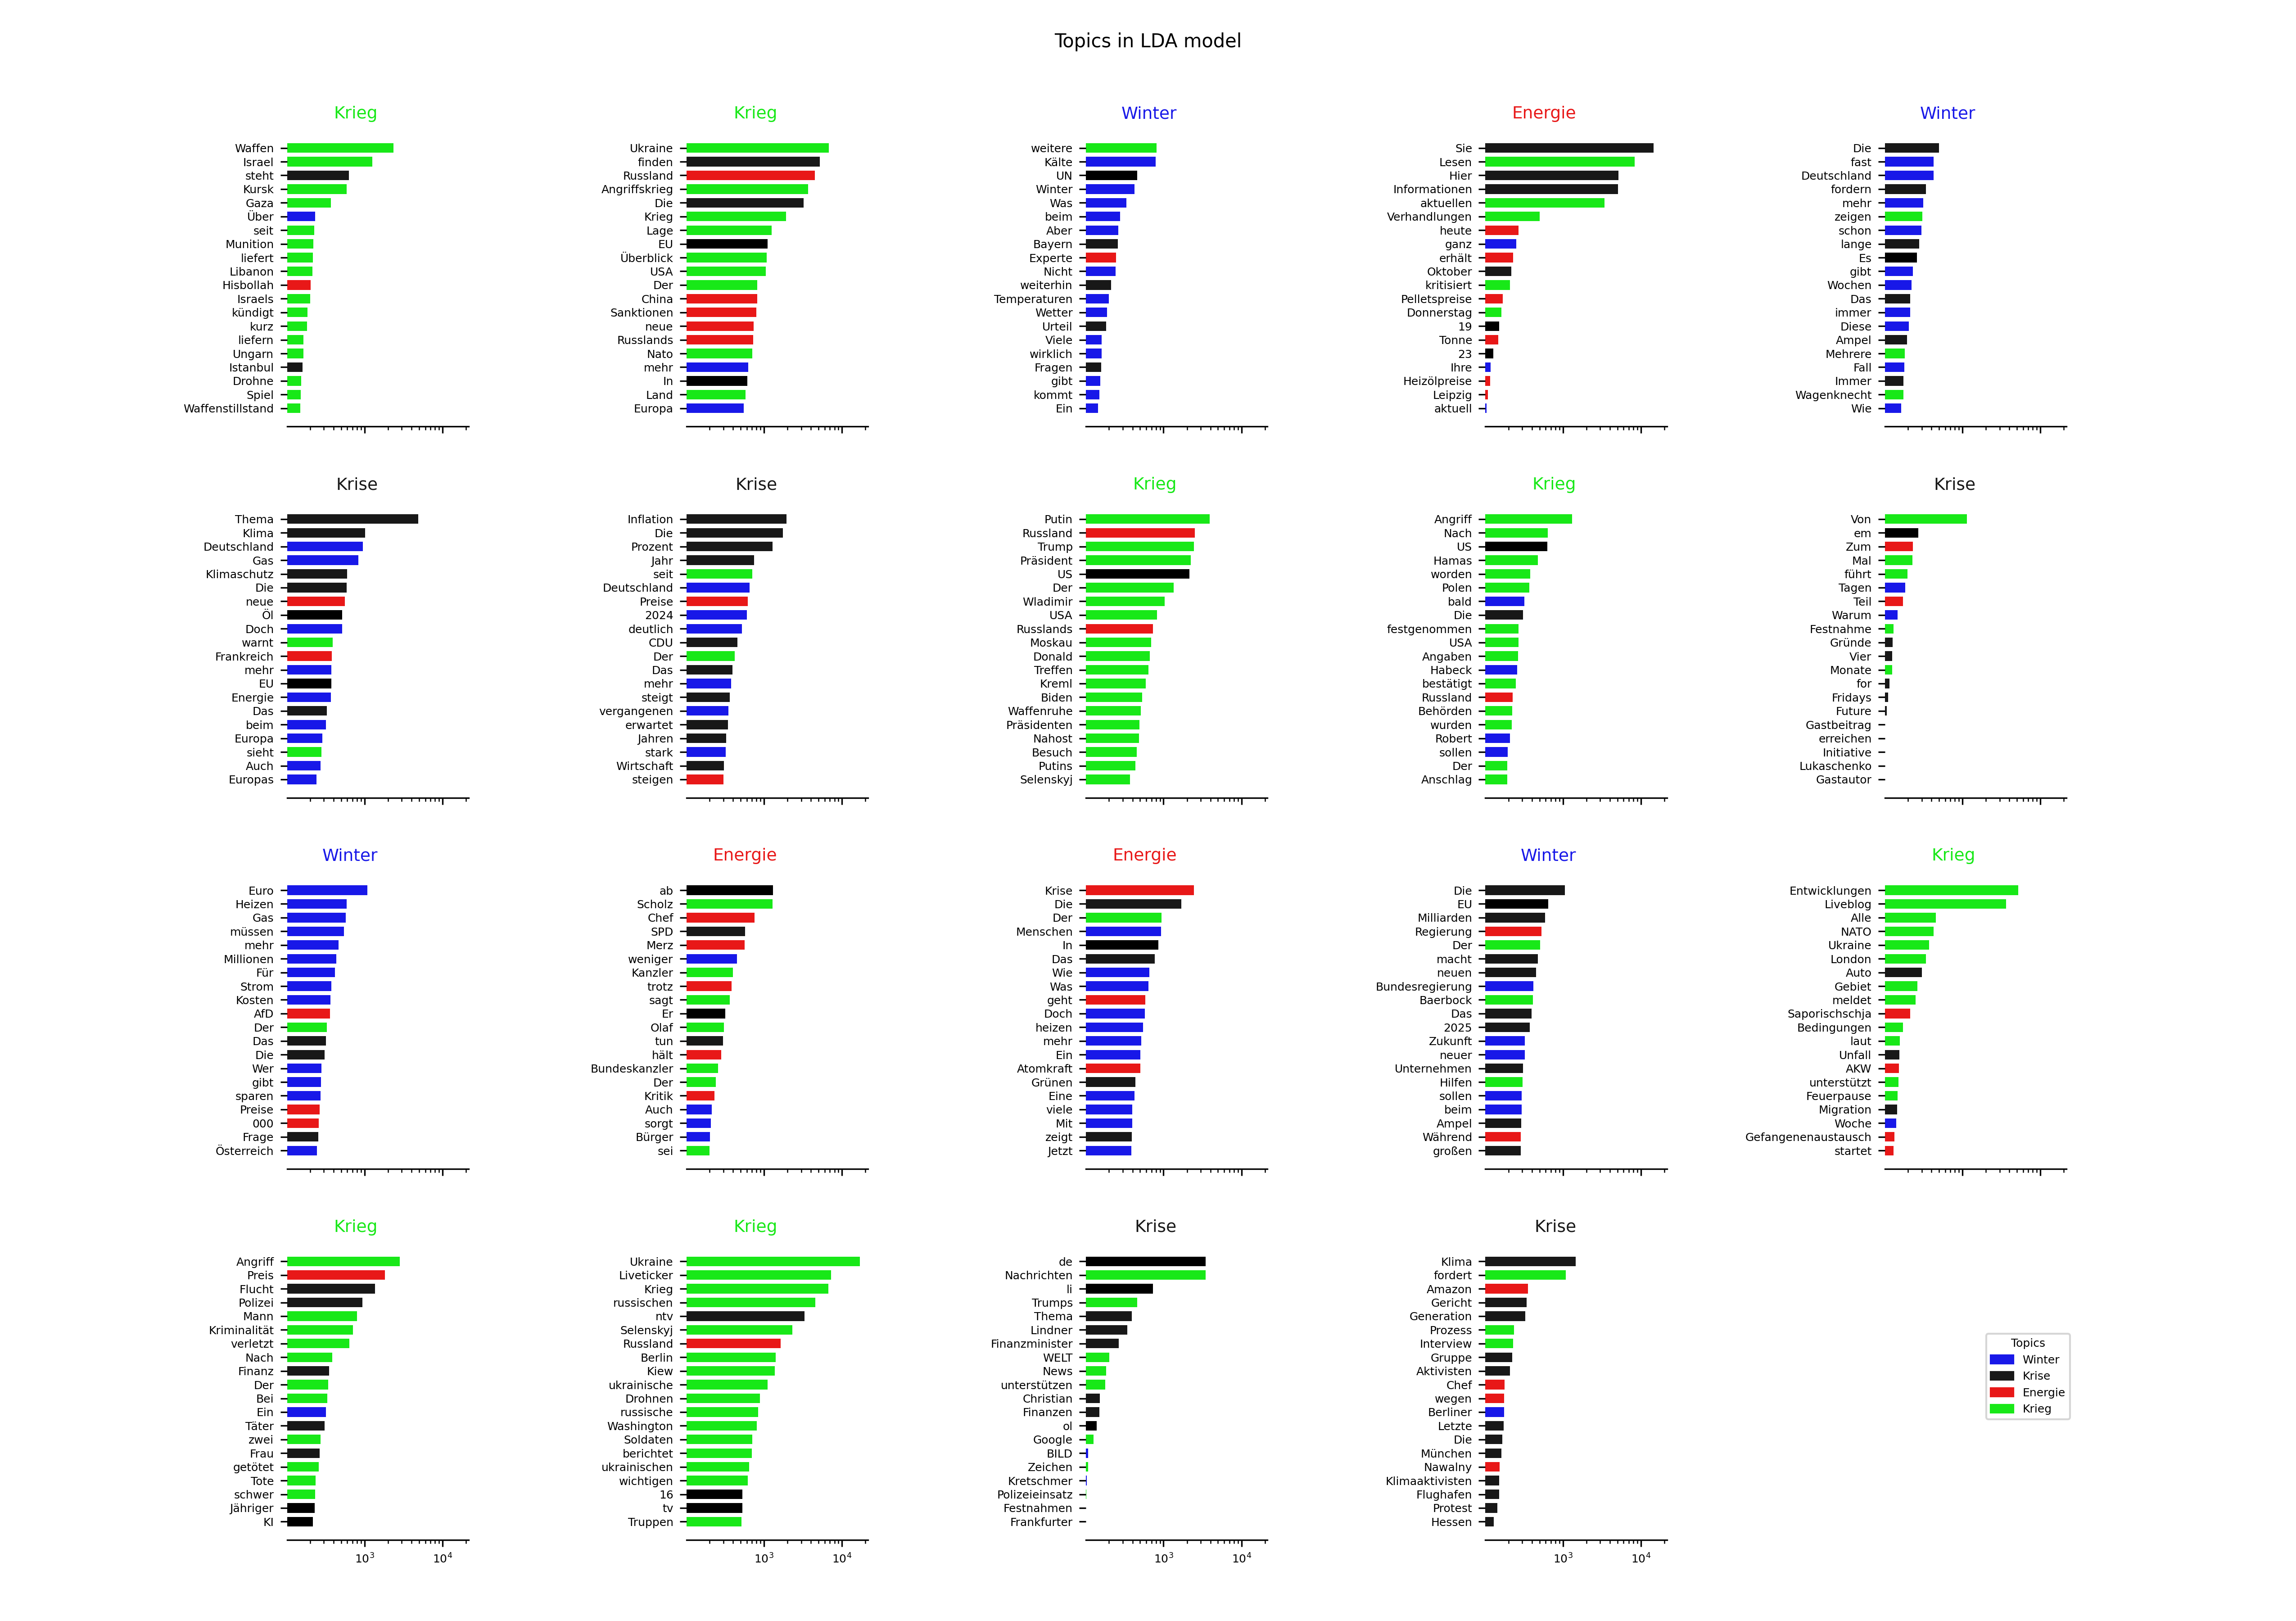 Topics in LDA model
Krieg
Waffen
Israel
steht
Kursk
Gaza
Über
seit
Munition
liefert
Libanon
Hisbollah
Israels
kündigt
kurz
liefern
Ungarn
Istanbul
Drohne
Spiel
Waffenstillstand
Krieg
Ukraine
finden
Russland
Angriffskrieg
Die
Krieg
Lage
EU
Überblick
USA
Der
China
Sanktionen
neue
Russlands
Nato
mehr
In
Land
Europa
Winter
weitere
Kälte
UN
Winter
Was
beim
Aber
Bayern
Experte
Nicht
weiterhin
Temperaturen
Wetter
Urteil
Viele
wirklich
Fragen
gibt
kommt
Ein
Energie
Sie
Lesen
Hier
Informationen
aktuellen
Verhandlungen
heute
ganz
erhält
Oktober
kritisiert
Pelletspreise
Donnerstag
19
Tonne
23
Ihre
Heizölpreise
Leipzig
aktuell
Winter
Die
fast
Deutschland
fordern
mehr
zeigen
schon
lange
Es
gibt
Wochen
Das
immer
Diese
Ampel
Mehrere
Fall
Immer
Wagenknecht
Wie
Krise
Thema
Klima
Deutschland
Gas
Klimaschutz
Die
neue
Öl
Doch
warnt
Frankreich
mehr
EU
Energie
Das
beim
Europa
sieht
Auch
Europas
Krise
Inflation
Die
Prozent
Jahr
seit
Deutschland
Preise
2024
deutlich
CDU
Der
Das
mehr
steigt
vergangenen
erwartet
Jahren
stark
Wirtschaft
steigen
Krieg
Putin
Russland
Trump
Präsident
US
Der
Wladimir
USA
Russlands
Moskau
Donald
Treffen
Kreml
Biden
Waffenruhe
Präsidenten
Nahost
Besuch
Putins
Selenskyj
Krieg
Angriff
Nach
US
Hamas
worden
Polen
bald
Die
festgenommen
USA
Angaben
Habeck
bestätigt
Russland
Behörden
wurden
Robert
sollen
Der
Anschlag
Krise
Von
em
Zum
Mal
führt
Tagen
Teil
Warum
Festnahme
Gründe
Vier
Monate
for
Fridays
Future
Gastbeitrag
erreichen
Initiative
Lukaschenko
Gastautor
Winter
Euro
Heizen
Gas
müssen
mehr
Millionen
Für
Strom
Kosten
AfD
Der
Das
Die
Wer
gibt
sparen
Preise
000
Frage
Österreich
Energie
ab
Scholz
Chef
SPD
Merz
weniger
Kanzler
trotz
sagt
Er
Olaf
tun
hält
Bundeskanzler
Der
Kritik
Auch
sorgt
Bürger
sei
Energie
Krise
Die
Der
Menschen
In
Das
Wie
Was
geht
Doch
heizen
mehr
Ein
Atomkraft
Grünen
Eine
viele
Mit
zeigt
Jetzt
Winter
Die
EU
Milliarden
Regierung
Der
macht
neuen
Bundesregierung
Baerbock
Das
2025
Zukunft
neuer
Unternehmen
Hilfen
sollen
beim
Ampel
Während
großen
Krieg
Entwicklungen
Liveblog
Alle
NATO
Ukraine
London
Auto
Gebiet
meldet
Saporischschja
Bedingungen
laut
Unfall
AKW
unterstützt
Feuerpause
Migration
Woche
Gefangenenaustausch
startet
Krieg
Angriff
Preis
Flucht
Polizei
Mann
Kriminalität
verletzt
Nach
Finanz
Der
Bei
Ein
Täter
zwei
Frau
getötet
Tote
schwer
Jähriger
KI
10³
10⁴
Krieg
Ukraine
Liveticker
Krieg
russischen
ntv
Selenskyj
Russland
Berlin
Kiew
ukrainische
Drohnen
russische
Washington
Soldaten
berichtet
ukrainischen
wichtigen
16
tv
Truppen
10³
10⁴
Krise
de
Nachrichten
li
Trumps
Thema
Lindner
Finanzminister
WELT
News
unterstützen
Christian
Finanzen
ol
Google
BILD
Zeichen
Kretschmer
Polizeieinsatz
Festnahmen
Frankfurter
10³
10⁴
Krise
Klima
fordert
Amazon
Gericht
Generation
Prozess
Interview
Gruppe
Aktivisten
Chef
wegen
Berliner
Letzte
Die
München
Nawalny
Klimaaktivisten
Flughafen
Protest
Hessen
10³
10⁴
Topics
Winter
Krise
Energie
Krieg